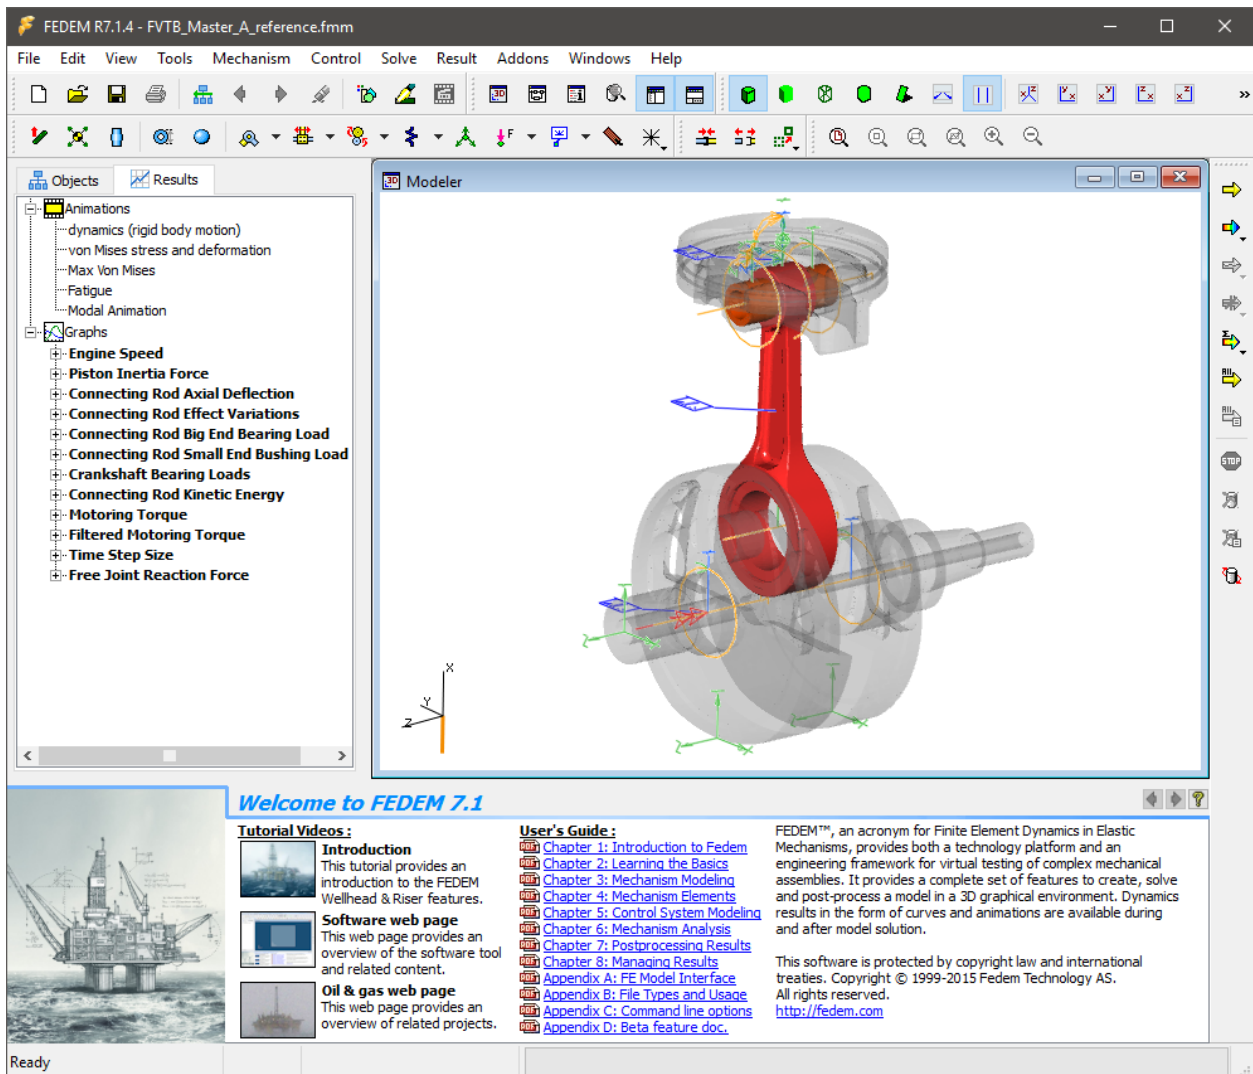 FEDEM R7.1.4 - FVTB_Master_A_reference.fmm
File Edit View Tools Mechanism Control Solve Result Addons Windows Help
Objects Results
Animations
dynamics (rigid body motion)
von Mises stress and deformation
Max Von Mises
Fatigue
Modal Animation
Graphs
Engine Speed
Piston Inertia Force
Connecting Rod Axial Deflection
Connecting Rod Effect Variations
Connecting Rod Big End Bearing Load
Connecting Rod Small End Bushing Load
Crankshaft Bearing Loads
Connecting Rod Kinetic Energy
Motoring Torque
Filtered Motoring Torque
Time Step Size
Free Joint Reaction Force
Modeler
X
Y
Z
STOP
Welcome to FEDEM 7.1
Tutorial Videos :
Introduction
This tutorial provides an
introduction to the FEDEM
Wellhead & Riser features.
Software web page
This web page provides an
overview of the software tool
and related content.
Oil & gas web page
This web page provides an
overview of related projects.
User's Guide :
Chapter 1: Introduction to Fedem
Chapter 2: Learning the Basics
Chapter 3: Mechanism Modeling
Chapter 4: Mechanism Elements
Chapter 5: Control System Modeling
Chapter 6: Mechanism Analysis
Chapter 7: Postprocessing Results
Chapter 8: Managing Results
Appendix A: FE Model Interface
Appendix B: File Types and Usage
Appendix C: Command line options
Appendix D: Beta feature doc.
FEDEM™, an acronym for Finite Element Dynamics in Elastic
Mechanisms, provides both a technology platform and an
engineering framework for virtual testing of complex mechanical
assemblies. It provides a complete set of features to create, solve
and post-process a model in a 3D graphical environment. Dynamics
results in the form of curves and animations are available during
and after model solution.
This software is protected by copyright law and international
treaties. Copyright © 1999-2015 Fedem Technology AS.
All rights reserved.
http://fedem.com
Ready